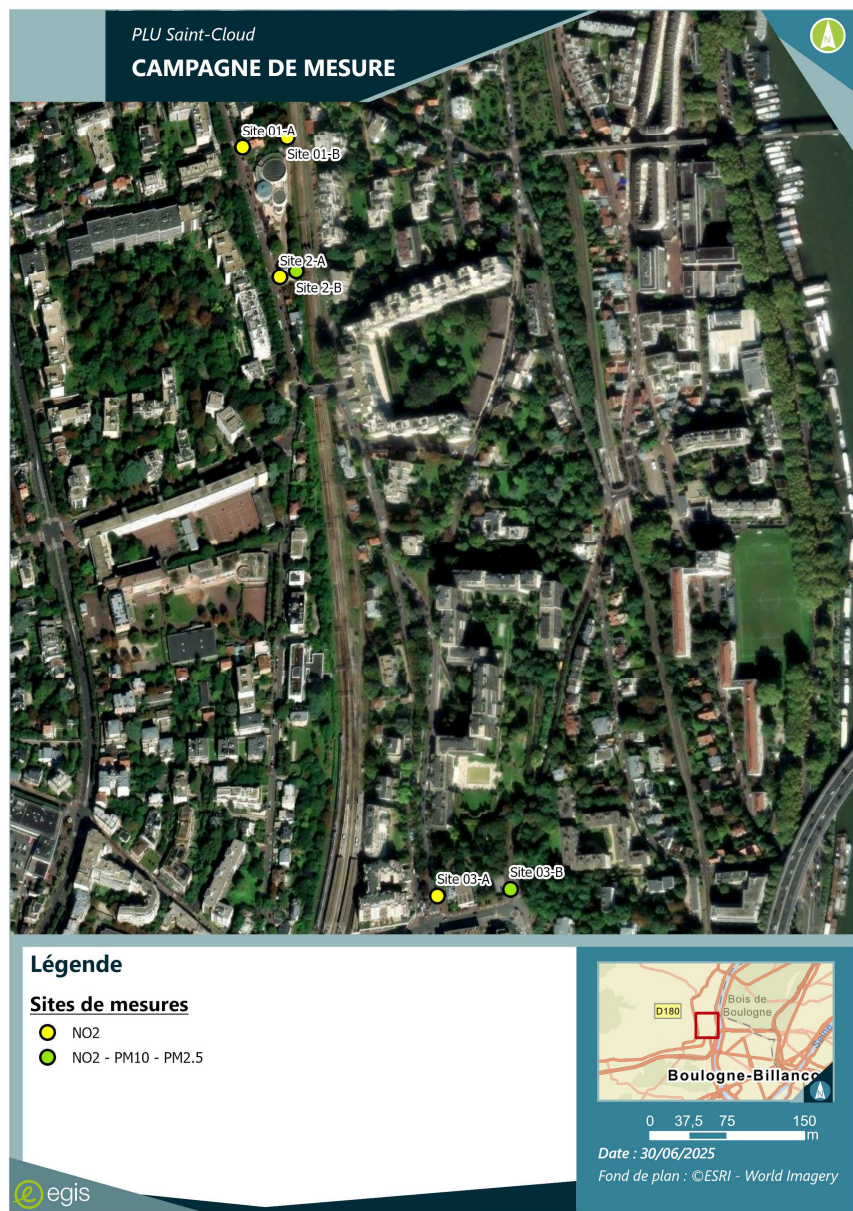 PLU Saint-Cloud
CAMPAGNE DE MESURE
N
Site 01-A
Site 01-B
Site 2-A
Site 2-B
Site 03-A
Site 03-B
Légende
Sites de mesures
NO2
NO2 - PM10 - PM2.5
D180
Bois de
Boulogne
Seine
Boulogne-Billanco
0 37,5 75 150
m
Date : 30/06/2025
Fond de plan : ©ESRI - World Imagery
egis